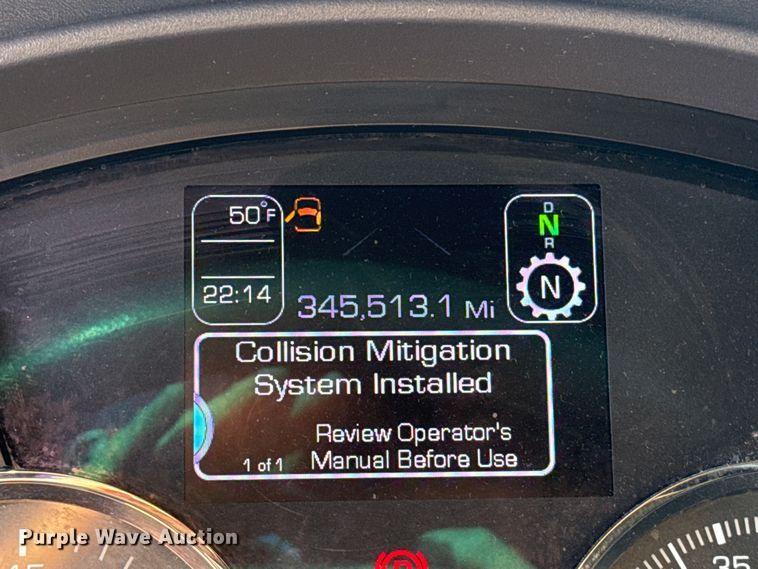 50°F
22:14
345,513.1 Mi
D
N
R
N
Collision Mitigation
System Installed
Review Operator's
1 of 1 Manual Before Use
Purple Wave Auction
35
P